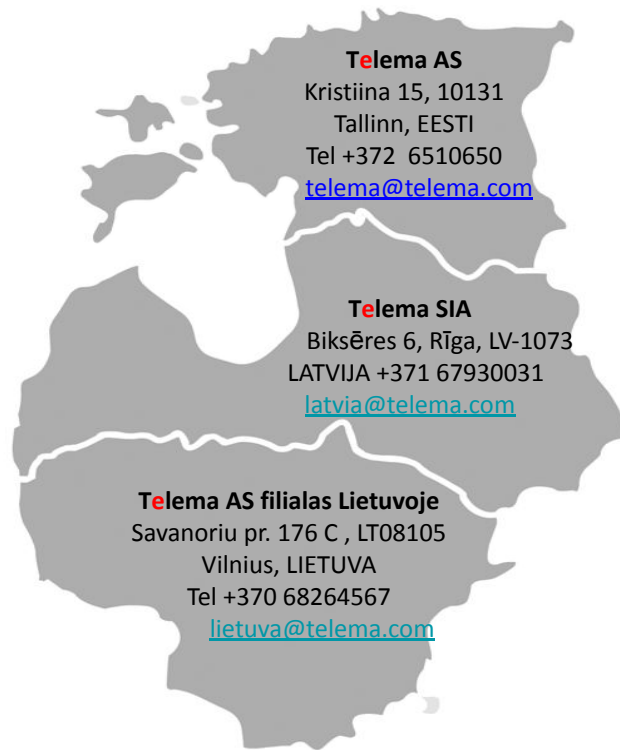 Telema AS
Kristiina 15, 10131
Tallinn, EESTI
Tel +372 6510650
telema@telema.com
Telema SIA
Biksēres 6, Rīga, LV-1073
LATVIJA +371 67930031
latvia@telema.com
Telema AS filialas Lietuvoje
Savanoriu pr. 176 C , LT08105
Vilnius, LIETUVA
Tel +370 68264567
lietuva@telema.com